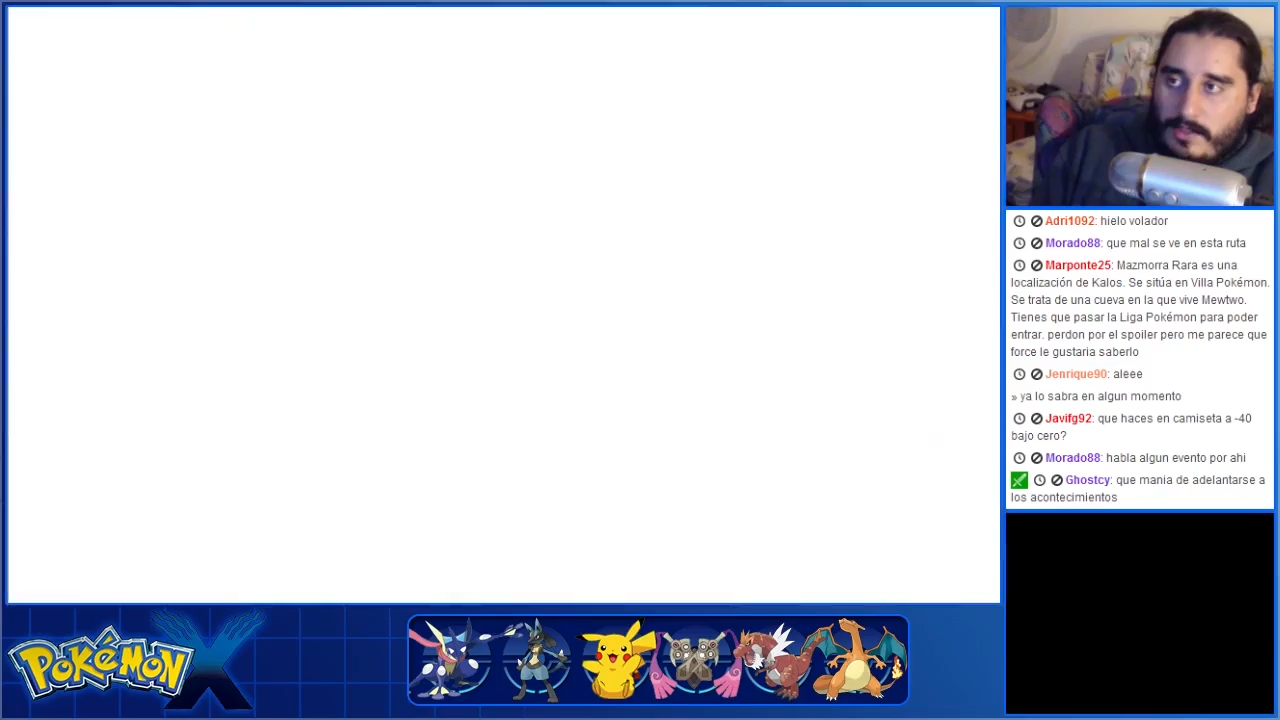 Adri1092: hielo volador
Morado88: que mal se ve en esta ruta
Marponte25: Mazmorra Rara es una
localización de Kalos. Se sitúa en Villa Pokémon.
Se trata de una cueva en la que vive Mewtwo.
Tienes que pasar la Liga Pokémon para poder
entrar. perdon por el spoiler pero me parece que
force le gustaria saberlo
Jenrique90: aleee
» ya lo sabra en algun momento
Javifg92: que haces en camiseta a -40
bajo cero?
Morado88: habla algun evento por ahi
Ghostcy: que mania de adelantarse a
los acontecimientos
POKéMON X